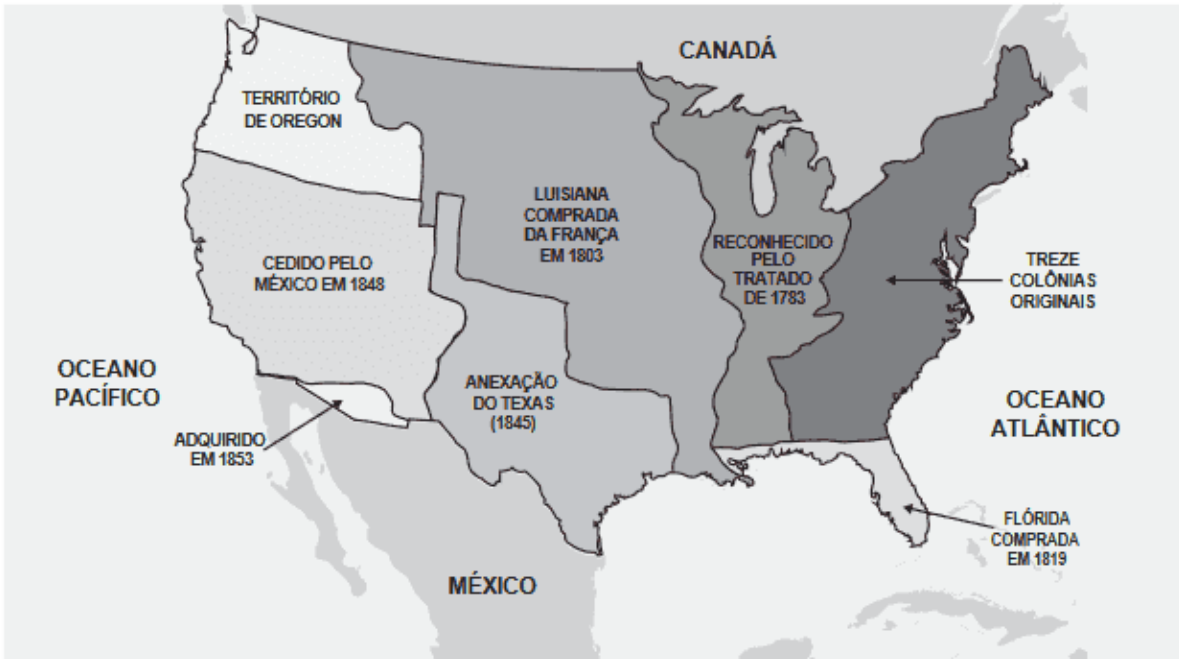 CANADÁ
TERRITÓRIO
DE OREGON
LUISIANA
COMPRADA
DA FRANÇA
EM 1803
RECONHECIDO
PELO
TRATADO
DE 1783
CEDIDO PELO
MÉXICO EM 1848
TREZE
COLÔNIAS
ORIGINAIS
OCEANO
PACÍFICO
ANEXAÇÃO
DO TEXAS
(1845)
OCEANO
ATLÂNTICO
ADQUIRIDO
EM 1853
FLÓRIDA
COMPRADA
EM 1819
MÉXICO